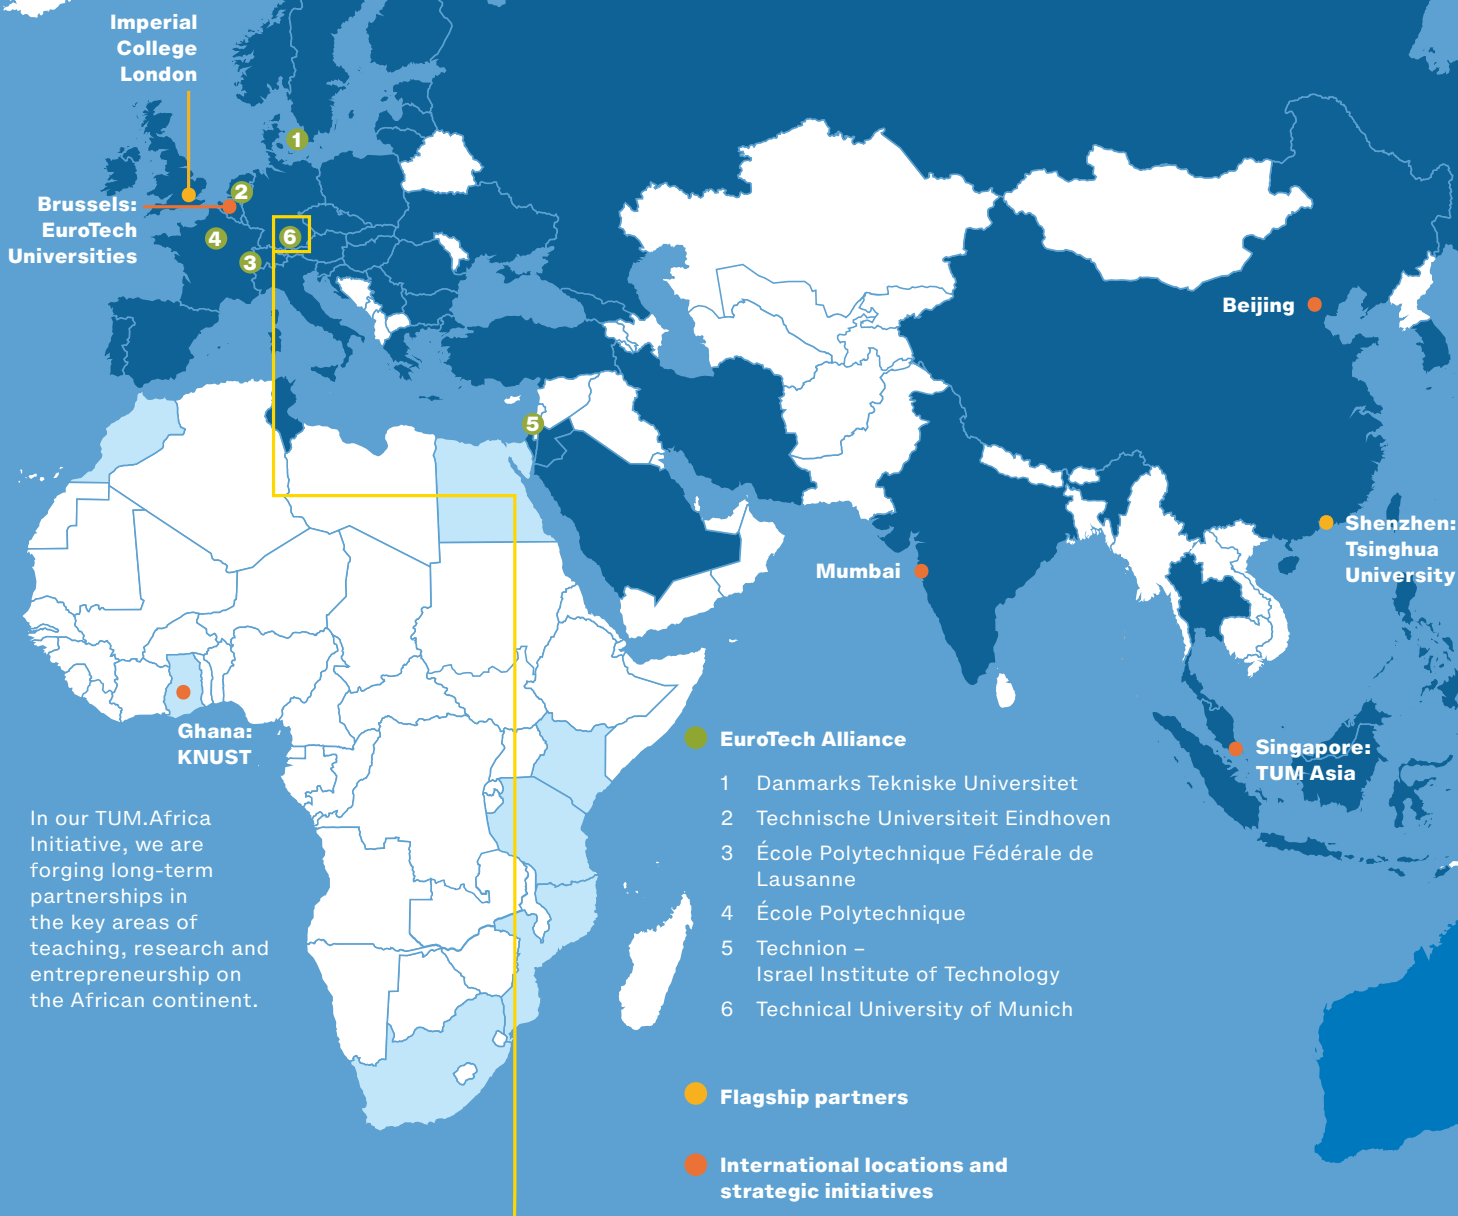 Imperial
College
London
1
2
Brussels:
EuroTech
Universities
4
6
3
5
Beijing
Shenzhen:
Tsinghua
University
Mumbai
Ghana:
KNUST
Singapore:
TUM Asia
In our TUM.Africa
Initiative, we are
forging long-term
partnerships in
the key areas of
teaching, research and
entrepreneurship on
the African continent.
EuroTech Alliance
1 Danmarks Tekniske Universitet
2 Technische Universiteit Eindhoven
3 École Polytechnique Fédérale de
Lausanne
4 École Polytechnique
5 Technion –
Israel Institute of Technology
6 Technical University of Munich
Flagship partners
International locations and
strategic initiatives